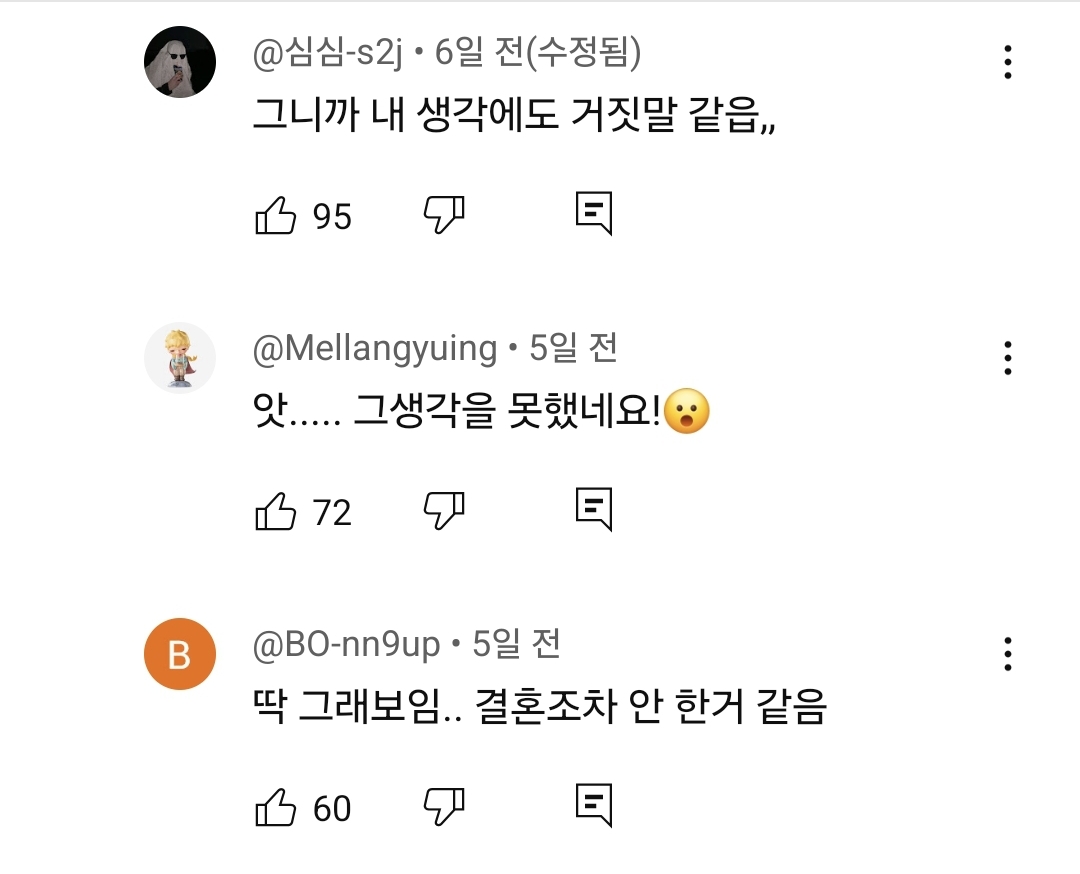 @심심-s2j • 6일 전(수정됨)
그니까 내 생각에도 거짓말 같읍,,
95
@Mellangyuing • 5일 전
앗..... 그생각을 못했네요!😮
72
B
@BO-nn9up • 5일 전
딱 그래보임.. 결혼조차 안 한거 같음
60